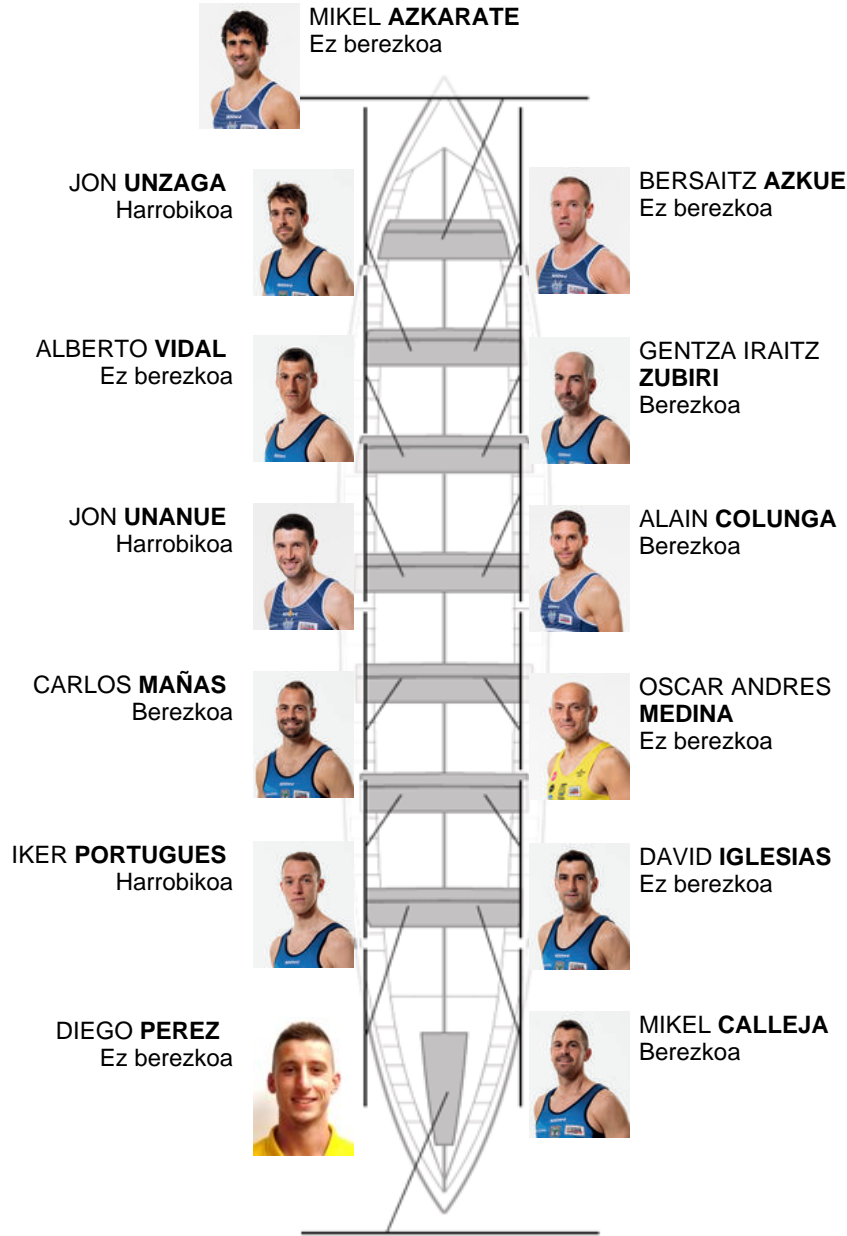 MIKEL AZKARATE
Ez berezkoa
JON UNZAGA
Harrobikoa
BERSAITZ AZKUE
Ez berezkoa
ALBERTO VIDAL
Ez berezkoa
GENTZA IRAITZ
ZUBIRI
Berezkoa
JON UNANUE
Harrobikoa
ALAIN COLUNGA
Berezkoa
CARLOS MAÑAS
Berezkoa
OSCAR ANDRES
MEDINA
Ez berezkoa
IKER PORTUGUES
Harrobikoa
DAVID IGLESIAS
Ez berezkoa
DIEGO PEREZ
Ez berezkoa
MIKEL CALLEJA
Berezkoa